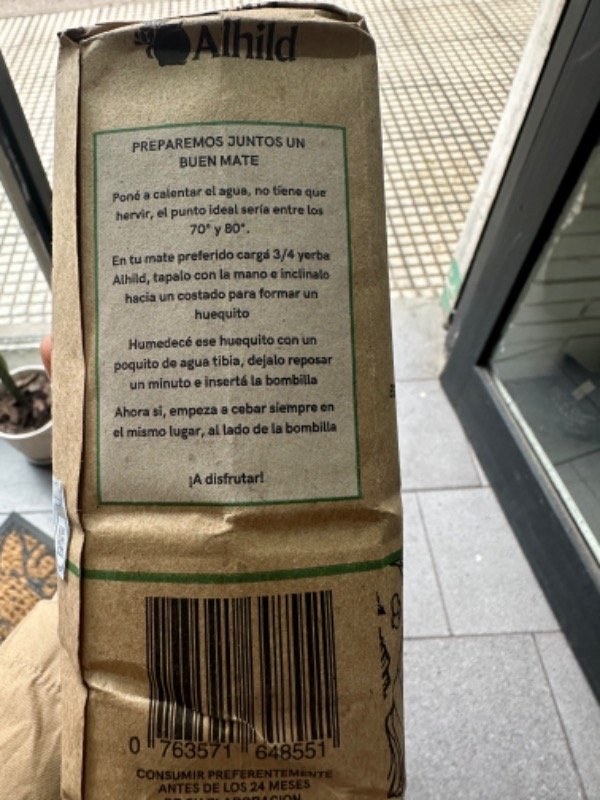 Alhild
PREPAREMOS JUNTOS UN
BUEN MATE
Poné a calentar el agua, no tiene que
hervir, el punto ideal sería entre los
70° y 80°.
En tu mate preferido cargá 3/4 yerba
Alhild, tapalo con la mano e inclinalo
hacia un costado para formar un
huequito
Humedecé ese huequito con un
poquito de agua tibia, dejalo reposar
un minuto e insertá la bombilla
Ahora si, empeza a cebar siempre en
el mismo lugar, al lado de la bombilla
¡A disfrutar!
0 763571 648551
CONSUMIR PREFERENTEMENTE
ANTES DE LOS 24 MESES
DE SU ELABORACION